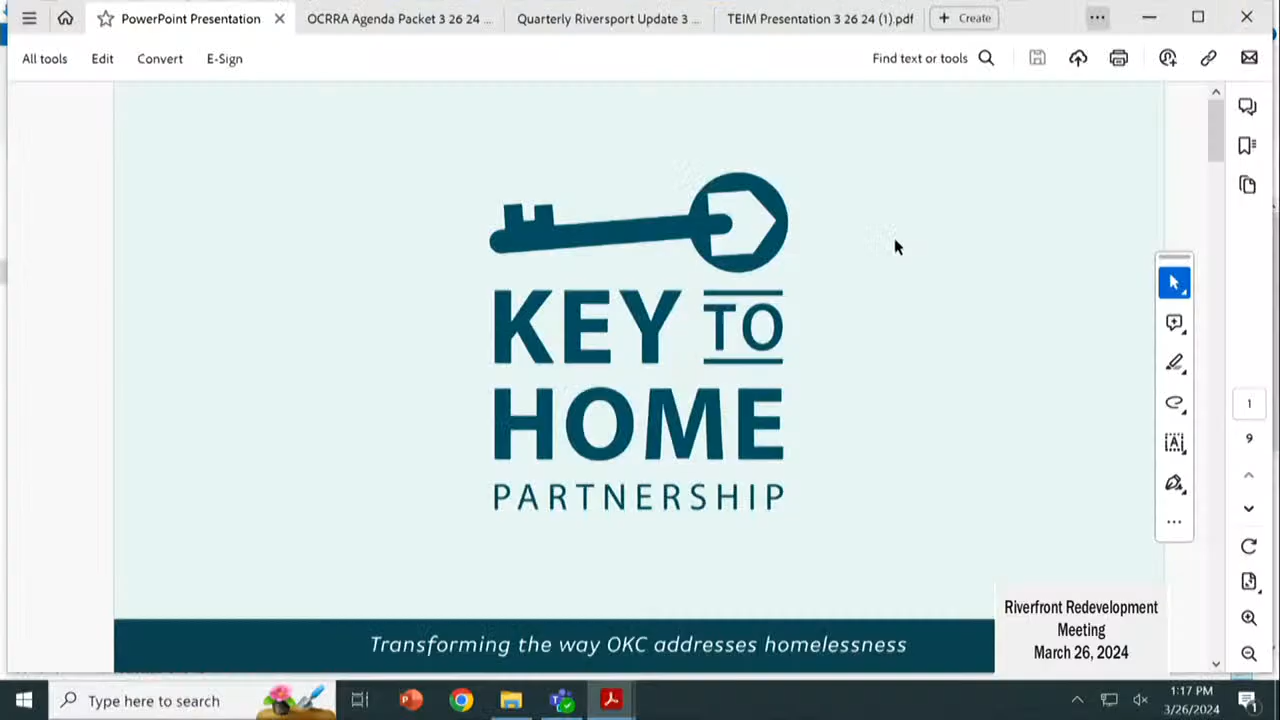 PowerPoint Presentation
OCRRA Agenda Packet 3 26 24 ...
Quarterly Riversport Update 3 ...
TEIM Presentation 3 26 24 (1).pdf
+ Create
All tools
Edit
Convert
E-Sign
Find text or tools
KEY TO
HOME
PARTNERSHIP
1
9
Transforming the way OKC addresses homelessness
Riverfront Redevelopment
Meeting
March 26, 2024
Type here to search
1:17 PM
3/26/2024
1